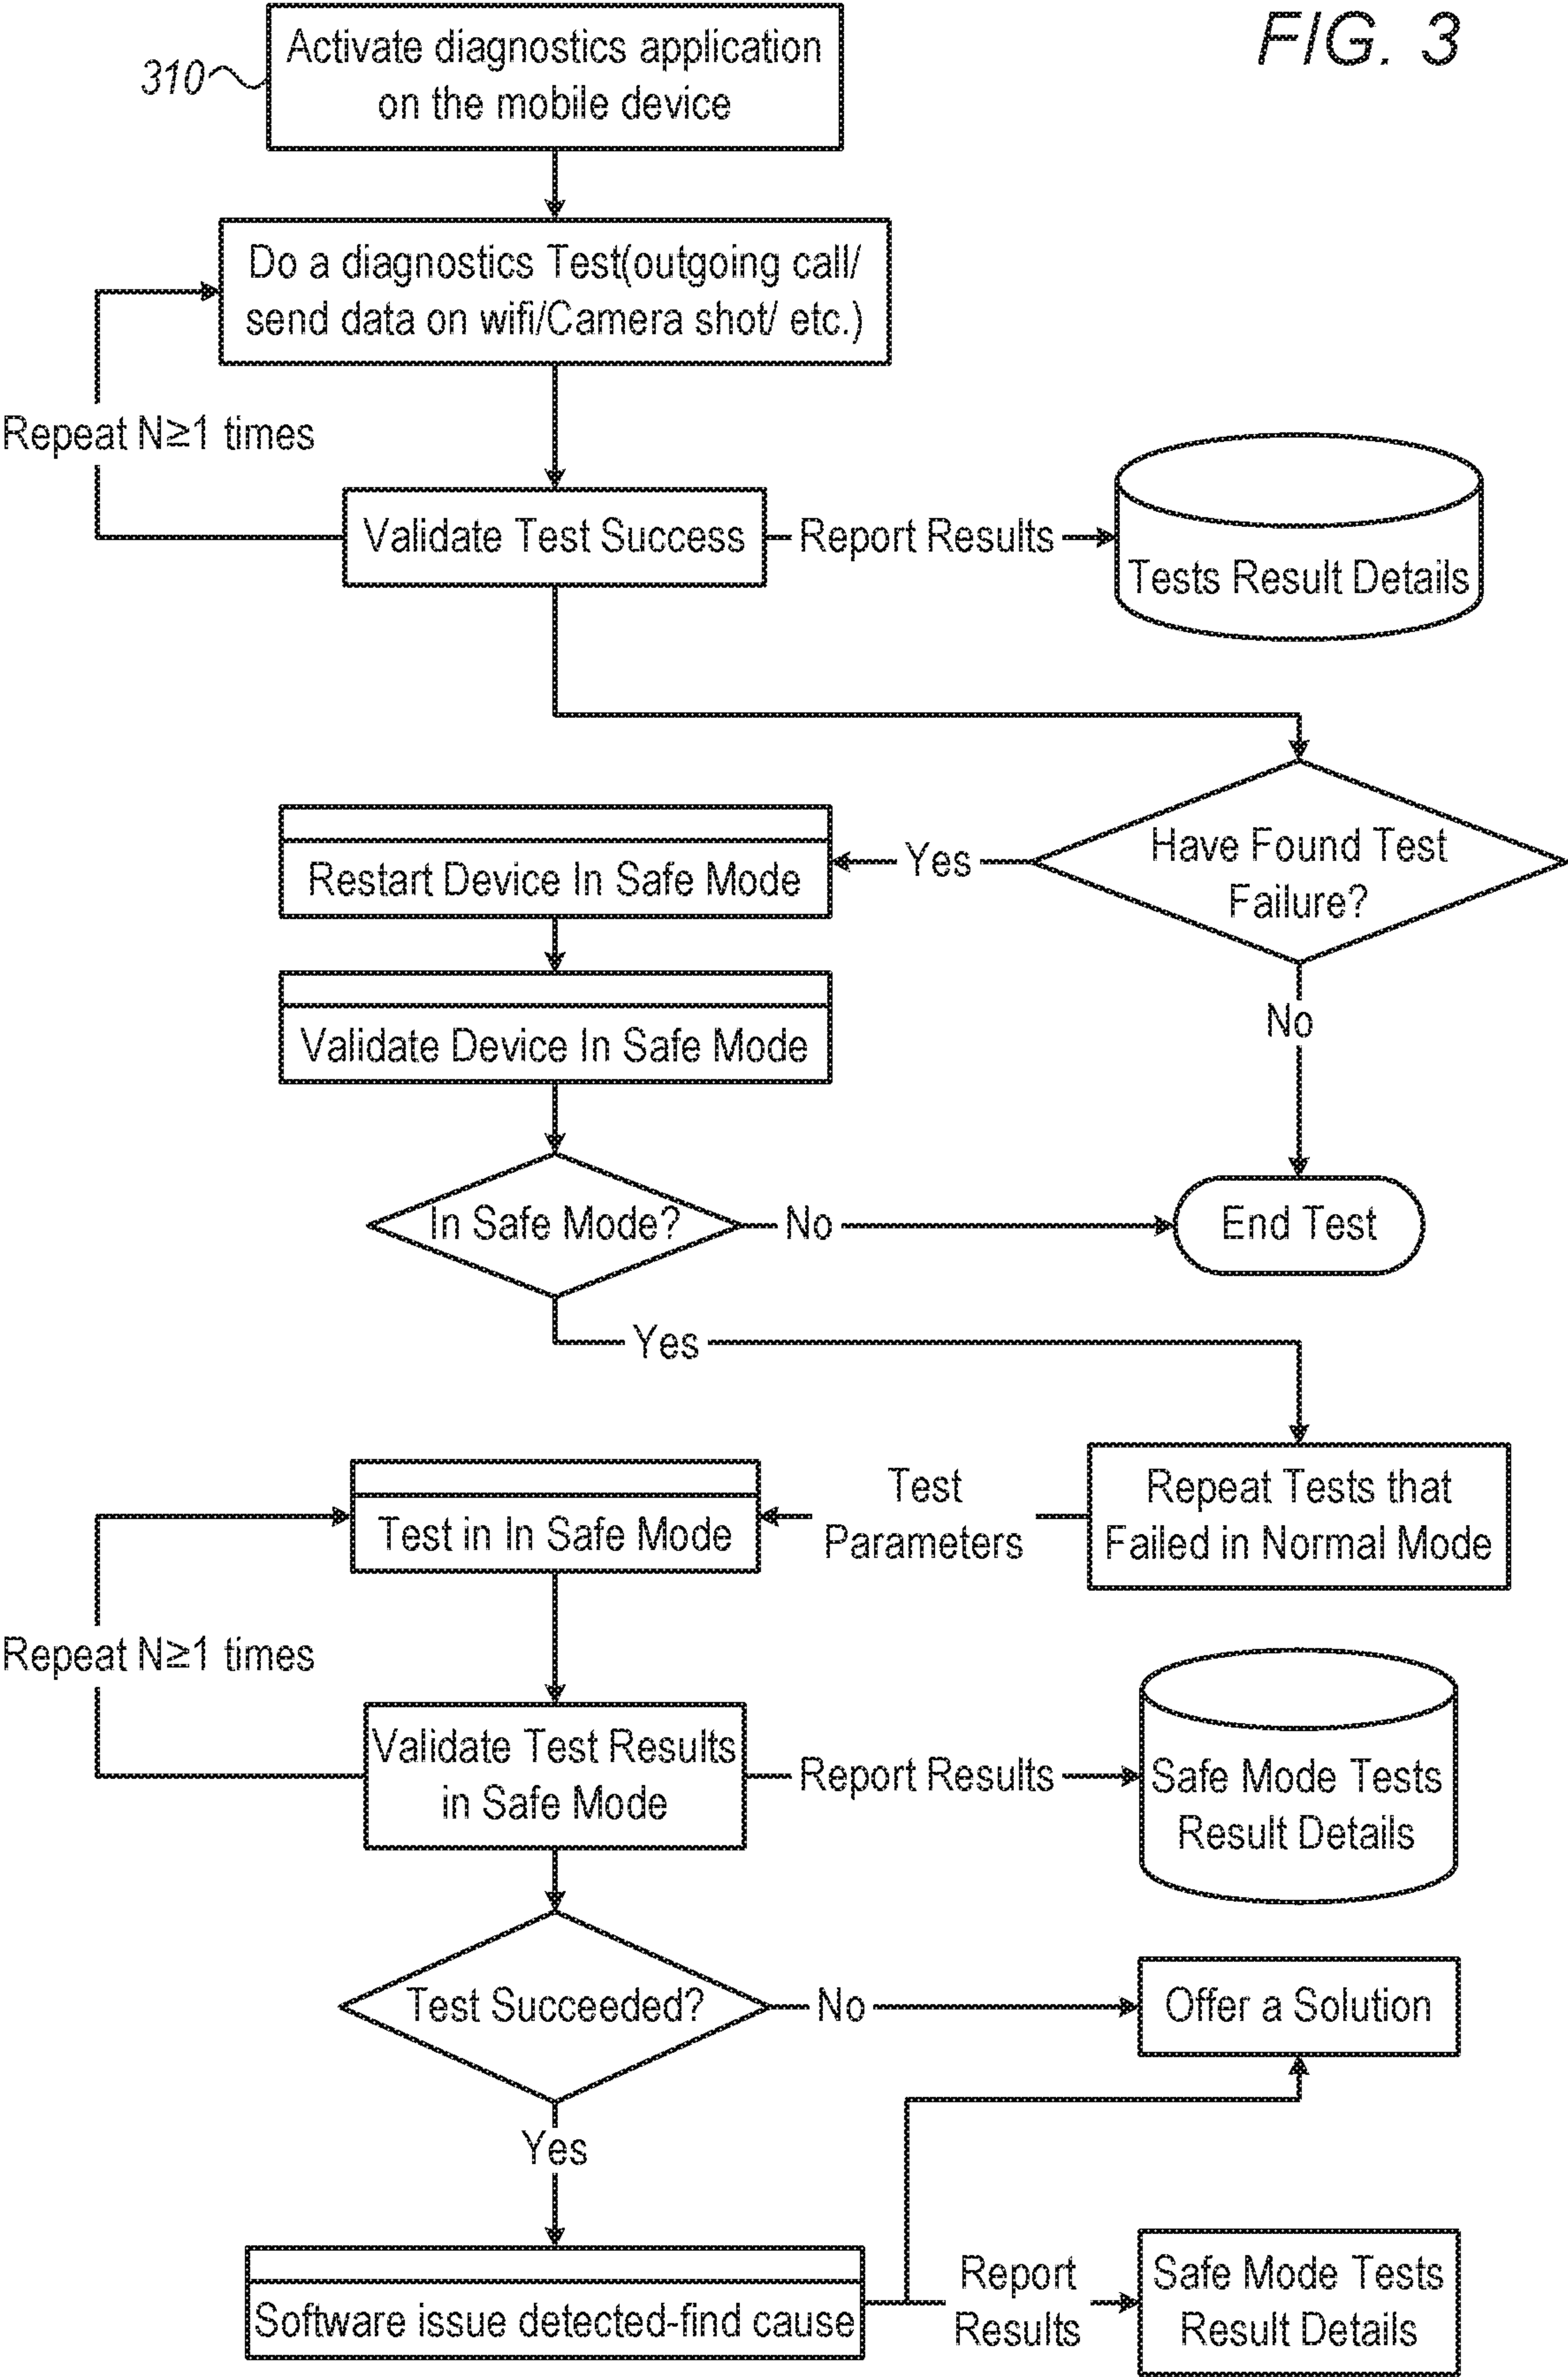 FIG. 3
310
Activate diagnostics application
on the mobile device
Do a diagnostics Test(outgoing call/
send data on wifi/Camera shot/ etc.)
Repeat N≥1 times
Validate Test Success
Report Results
Tests Result Details
Have Found Test
Failure?
Yes
Restart Device In Safe Mode
Validate Device In Safe Mode
No
In Safe Mode?
No
End Test
Yes
Repeat Tests that
Failed in Normal Mode
Test
Parameters
Test in In Safe Mode
Repeat N≥1 times
Validate Test Results
in Safe Mode
Report Results
Safe Mode Tests
Result Details
Test Succeeded?
No
Offer a Solution
Yes
Software issue detected-find cause
Report
Results
Safe Mode Tests
Result Details